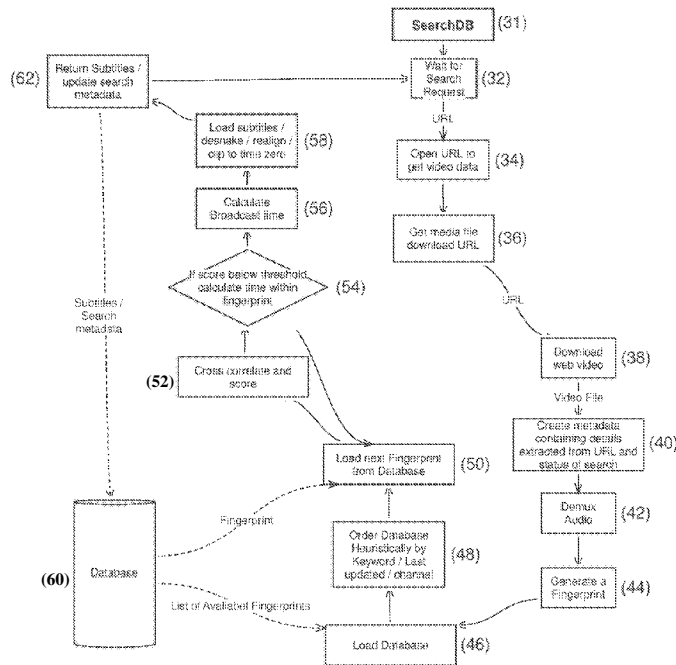 SearchDB (31)
(62)
Return Subtitles /
update search
metadata
Wait for
Search
Request
(32)
URL
Load subtitles /
desnake / realign /
clip to time zero
(58)
Open URL to
get video data
(34)
Calculate
Broadcast time
(56)
Get media file
download URL
(36)
If score below threshold,
calculate time within
fingerprint
(54)
URL
Subtitles /
Search
metadata
Download
web video
(38)
(52)
Cross correlate and
score
Video File
Create metadata
containing details
extracted from URL and
status of search
(40)
Load next Fingerprint
from Database
(50)
Demux
Audio
(42)
Fingerprint
Order Database
Heuristically by
Keyword / Last
updated / channel
(48)
(60)
Database
Generate a
Fingerprint
(44)
List of Availabel Fingerprints
Load Database
(46)